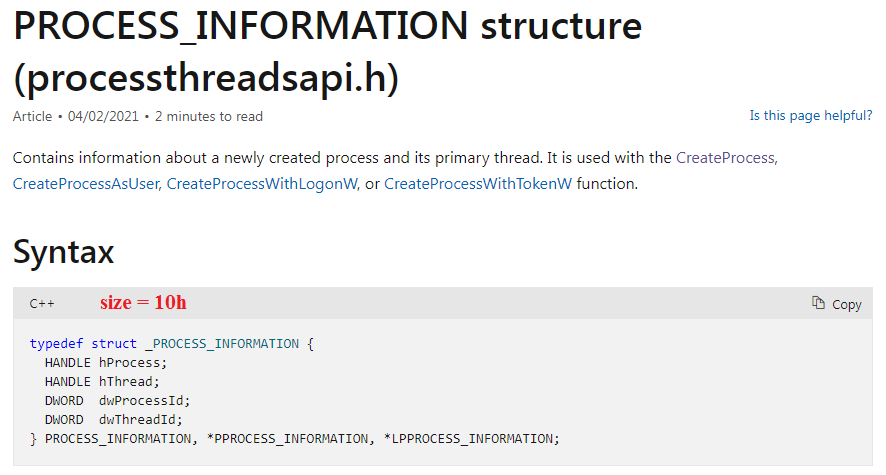 PROCESS_INFORMATION structure
(processthreadsapi.h)
Article • 04/02/2021 • 2 minutes to read
Is this page helpful?
Contains information about a newly created process and its primary thread. It is used with the CreateProcess,
CreateProcessAsUser, CreateProcessWithLogonW, or CreateProcessWithTokenW function.
Syntax
C++ size = 10h Copy
typedef struct _PROCESS_INFORMATION {
  HANDLE hProcess;
  HANDLE hThread;
  DWORD  dwProcessId;
  DWORD  dwThreadId;
} PROCESS_INFORMATION, *PPROCESS_INFORMATION, *LPPROCESS_INFORMATION;